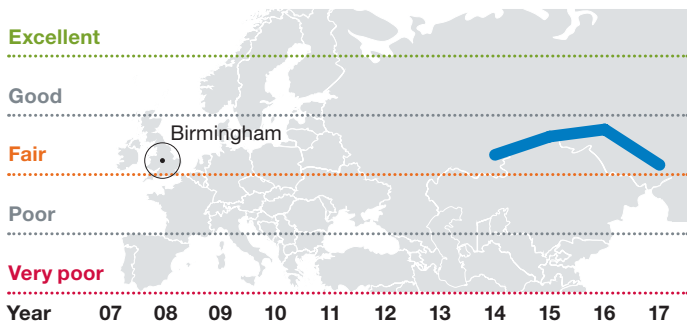 Excellent
Good
Birmingham
Fair
Poor
Very poor
Year 07 08 09 10 11 12 13 14 15 16 17